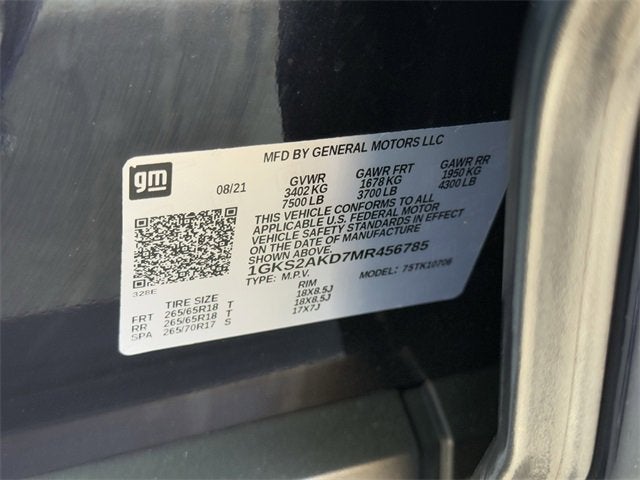 MFD BY GENERAL MOTORS LLC
gm
08/21
GVWR GAWR FRT GAWR RR
3402 KG 1678 KG 1950 KG
7500 LB 3700 LB 4300 LB
THIS VEHICLE CONFORMS TO ALL
APPLICABLE U.S. FEDERAL MOTOR
VEHICLE SAFETY STANDARDS IN EFFECT
ON THE DATE OF MANUFACTURE
SHOWN ABOVE.
1GKS2AKD7MR456785
TYPE: M.P.V. MODEL: 7STK10706
328E
TIRE SIZE RIM
FRT 265/65R18 T 18X8.5J
RR 265/65R18 T 18X8.5J
SPA 265/70R17 S 17X7J